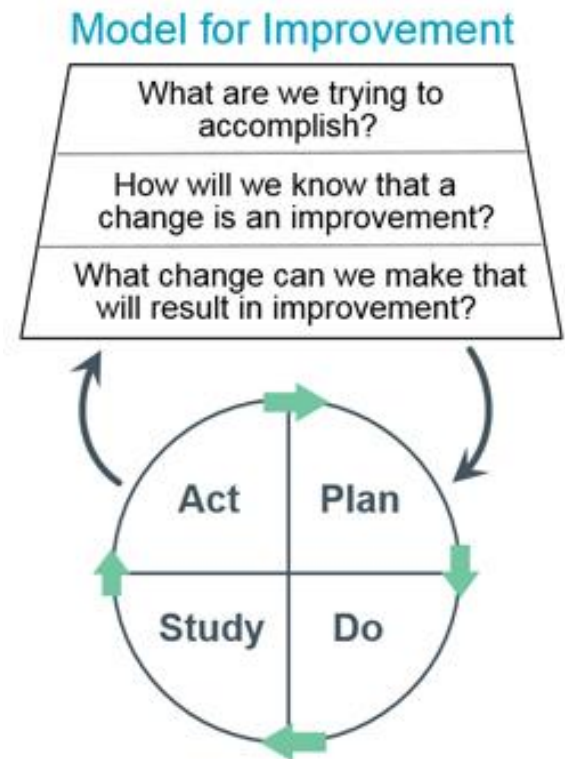 Model for Improvement
What are we trying to
accomplish?
How will we know that a
change is an improvement?
What change can we make that
will result in improvement?
Act
Plan
Study
Do